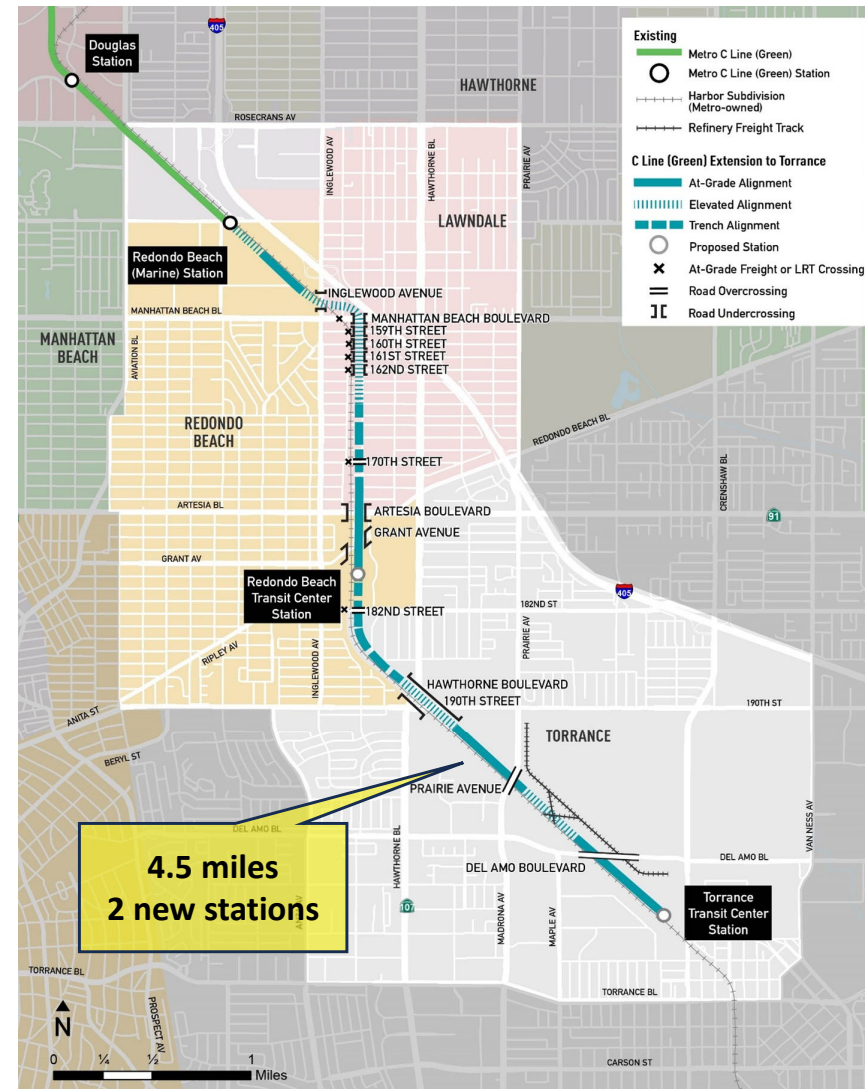 Douglas
Station
405
HAWTHORNE
ROSECRANS AV
INGLEWOOD AV
HAWTHORNE BL
PRAIRIE AV
Existing
Metro C Line (Green)
Metro C Line (Green) Station
Harbor Subdivision
(Metro-owned)
Refinery Freight Track
C Line (Green) Extension to Torrance
At-Grade Alignment
Elevated Alignment
Trench Alignment
Proposed Station
At-Grade Freight or LRT Crossing
Road Overcrossing
Road Undercrossing
LAWNDALE
Redondo Beach
(Marine) Station
INGLEWOOD AVENUE
MANHATTAN BEACH BL
MANHATTAN BEACH BOULEVARD
159TH STREET
160TH STREET
161ST STREET
162ND STREET
MANHATTAN
BEACH
AVIATION BL
REDONDO
BEACH
REDONDO BEACH BL
CRENSHAW BL
170TH STREET
ARTESIA BL
ARTESIA BOULEVARD
91
GRANT AVENUE
GRANT AV
Redondo Beach
Transit Center
Station
405
182ND STREET
182ND ST
RIPLEY AV
INGLEWOOD AV
PRAIRIE AV
HAWTHORNE BOULEVARD
190TH STREET
190TH ST
ANITA ST
BERYL ST
TORRANCE
PRAIRIE AVENUE
VAN NESS AV
DEL AMO BL
HAWTHORNE BL
4.5 miles
2 new stations
DEL AMO BOULEVARD
DEL AMO BL
107
MADRONA AV
MAPLE AV
Torrance
Transit Center
Station
TORRANCE BL
TORRANCE BL
PROSPECT AV
N
0 ¼ ½ 1
Miles
CARSON ST